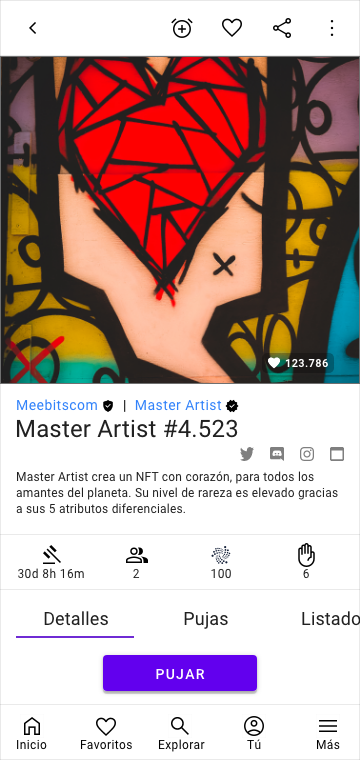 123.786
Meebitscom | Master Artist
Master Artist #4.523
Master Artist crea un NFT con corazón, para todos los
amantes del planeta. Su nivel de rareza es elevado gracias
a sus 5 atributos diferenciales.
30d 8h 16m 2 100 6
Detalles Pujas Listado
PUJAR
Inicio Favoritos Explorar Tú Más